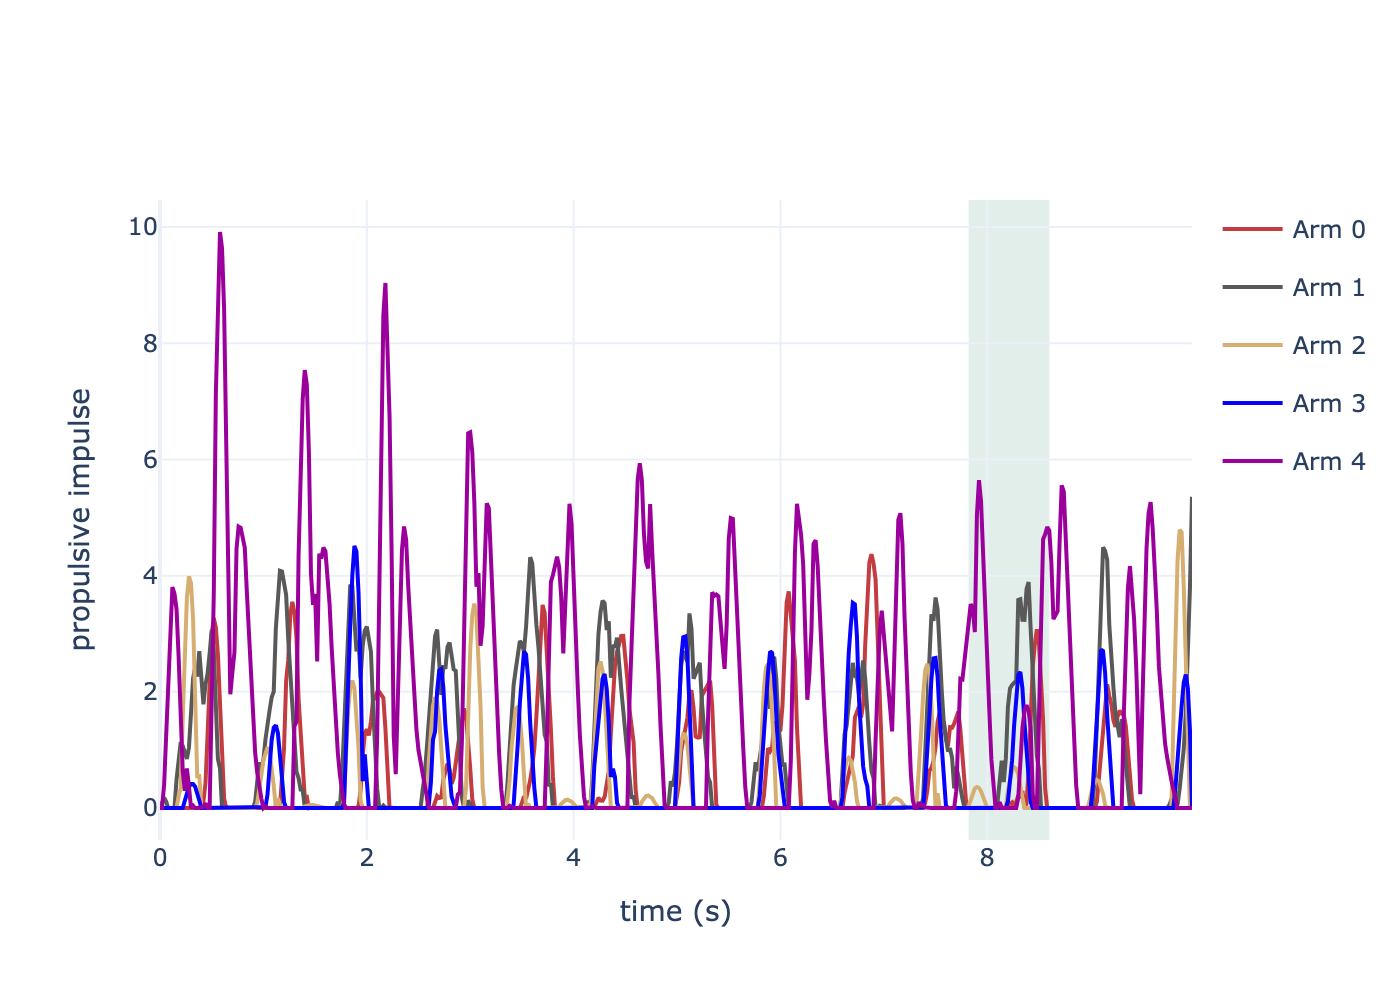 10
8
6
4
2
0
propulsive impulse
0 2 4 6 8
time (s)
Arm 0
Arm 1
Arm 2
Arm 3
Arm 4